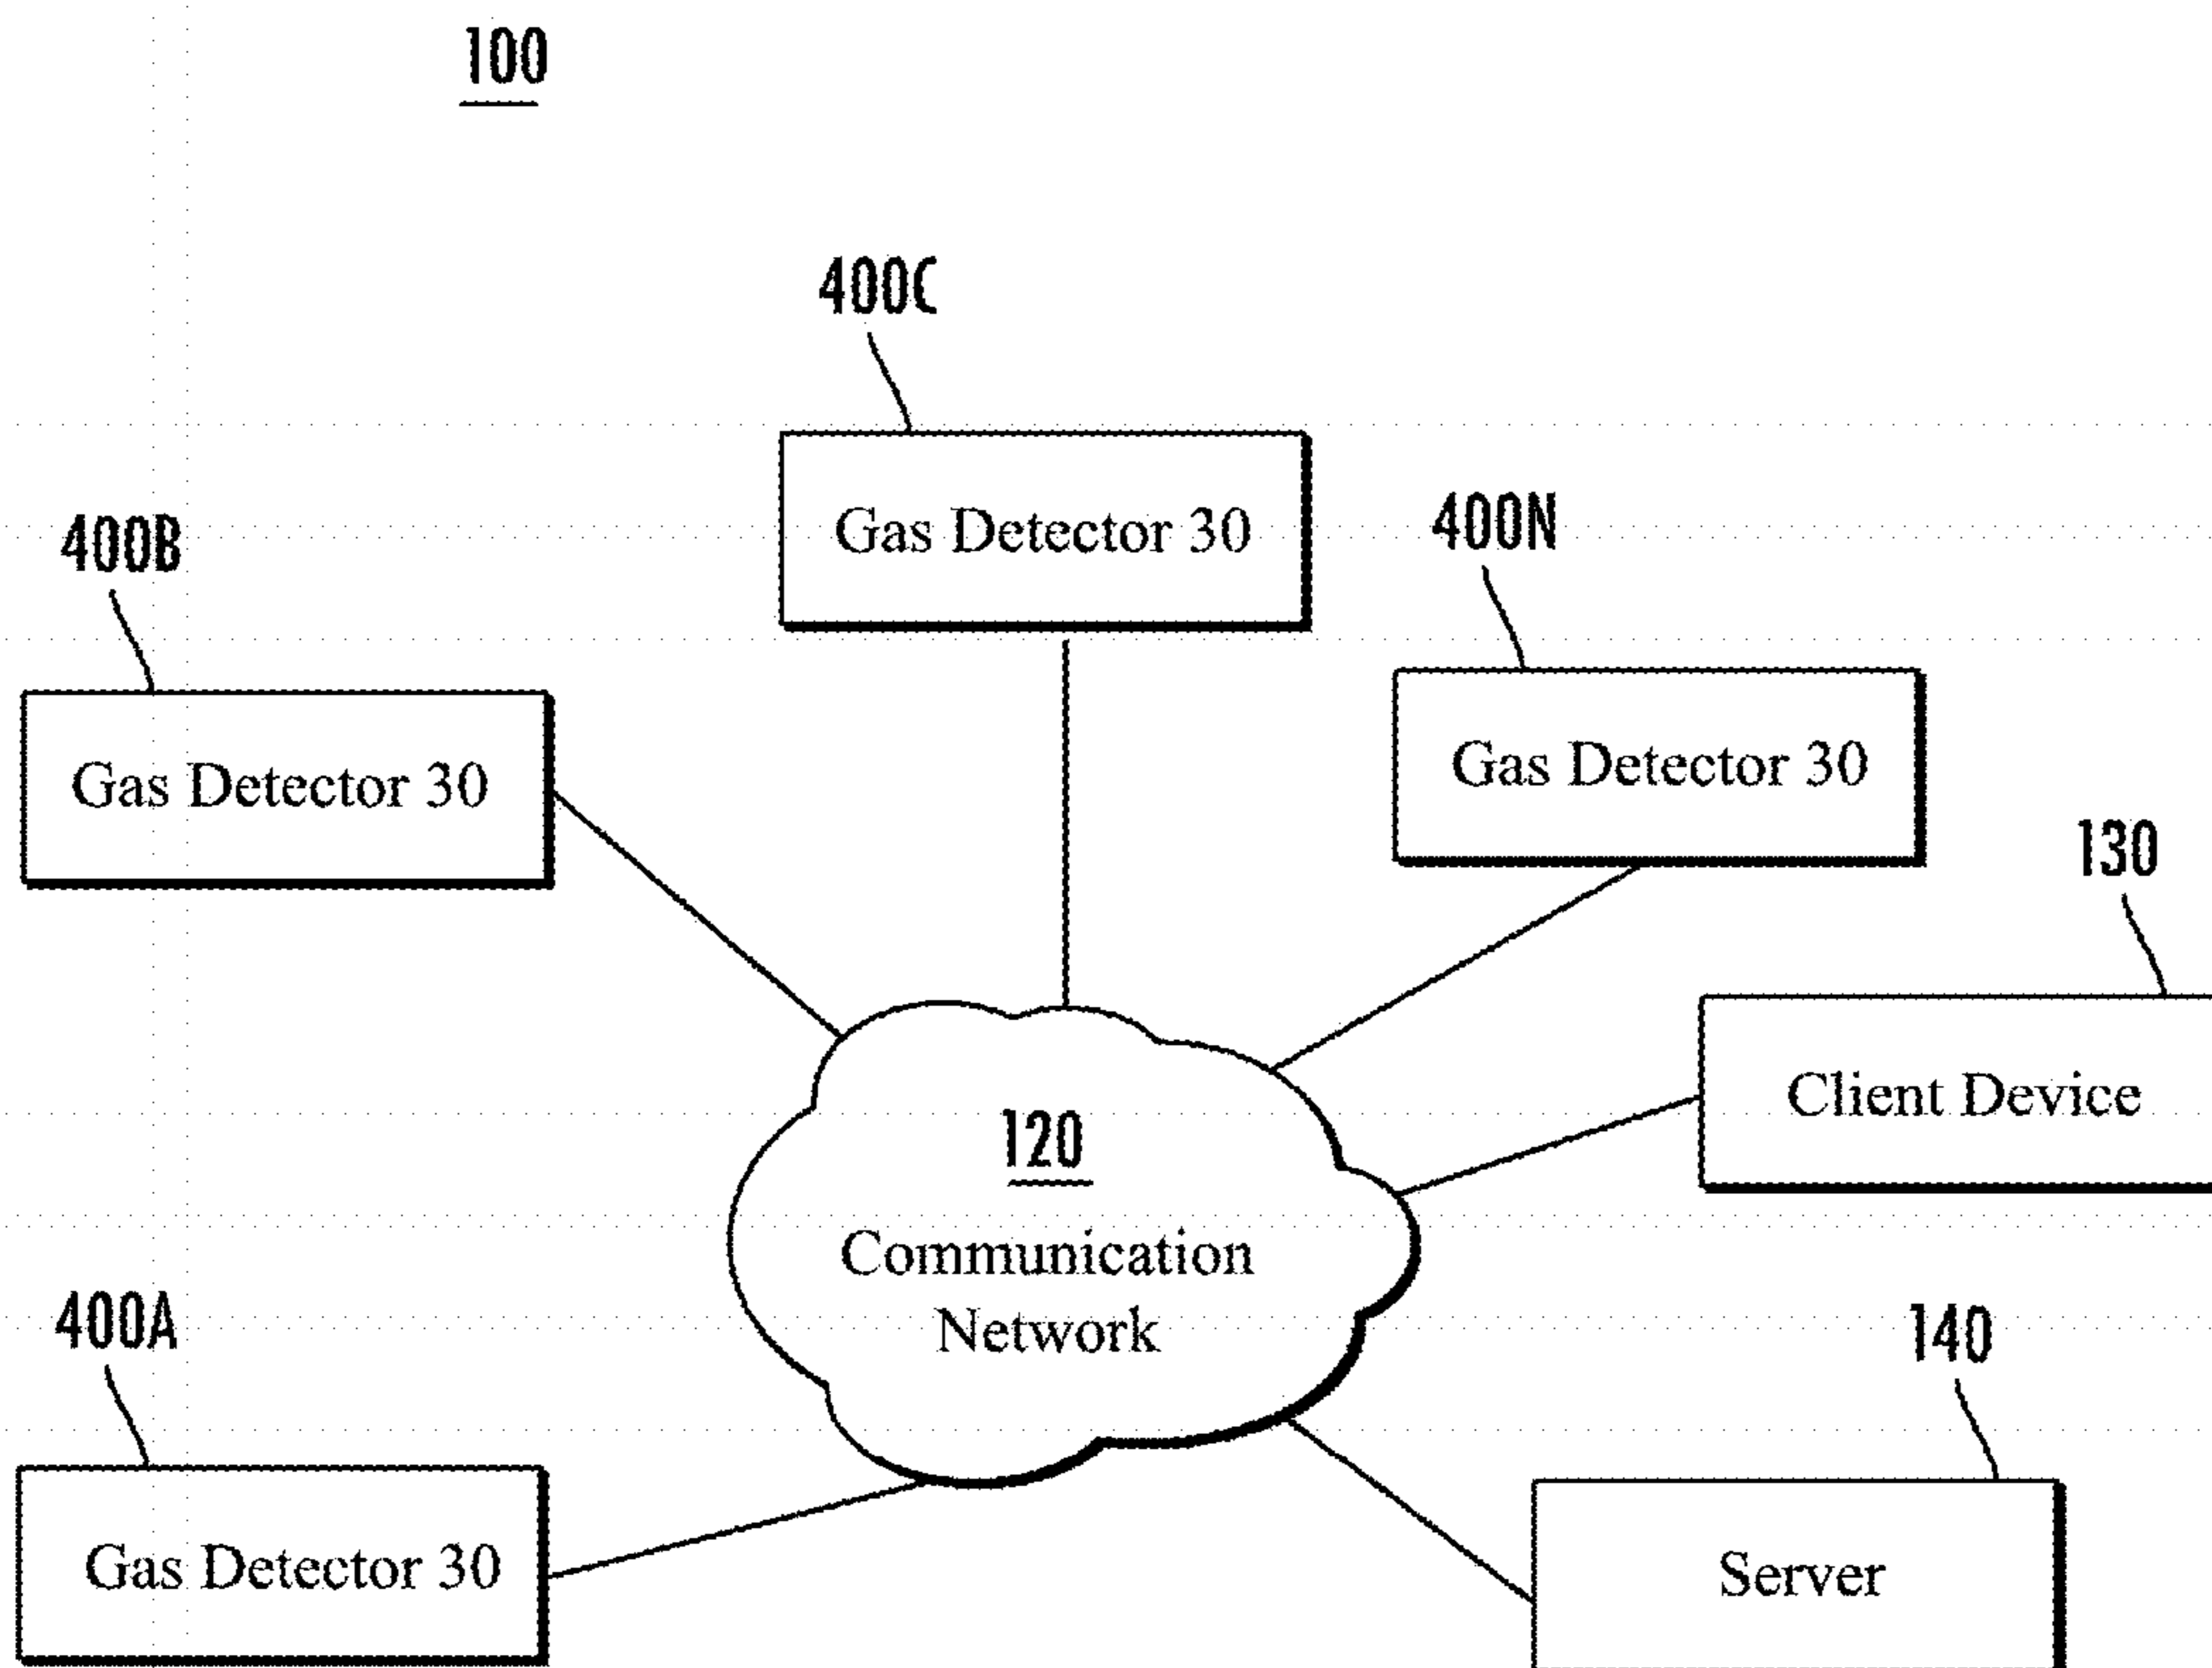 100
400C
Gas Detector 30
400B
Gas Detector 30
400N
Gas Detector 30
130
Client Device
120
Communication
Network
400A
Gas Detector 30
140
Server